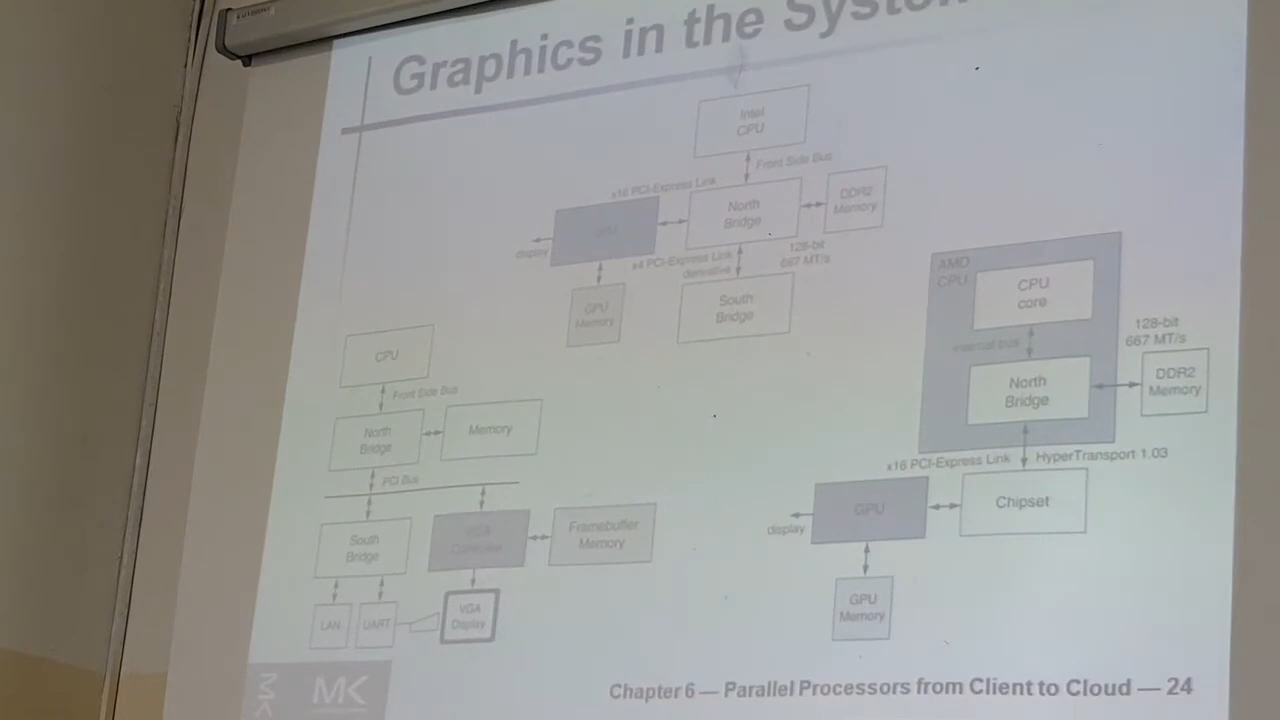 Graphics in the System
Intel
CPU
Front Side Bus
x16 PCI-Express Link
North
Bridge
DDR2
Memory
display
GPU
Memory
x4 PCI-Express Link
derivative
128-bit
667 MT/s
South
Bridge
CPU
Front Side Bus
North
Bridge
Memory
PCI Bus
South
Bridge
VGA
Controller
Framebuffer
Memory
LAN
UART
VGA
Display
AMD
CPU
CPU
core
internal bus
North
Bridge
128-bit
667 MT/s
DDR2
Memory
x16 PCI-Express Link
HyperTransport 1.03
display
GPU
Chipset
GPU
Memory
MK
MK
Chapter 6 — Parallel Processors from Client to Cloud — 24